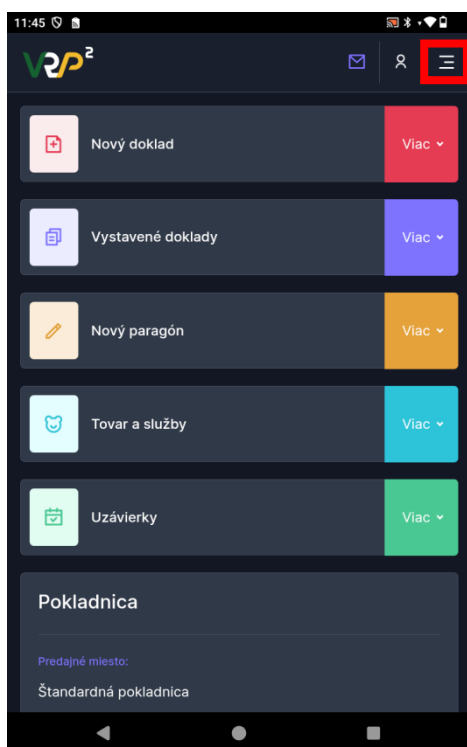 11:45
VRP²
Nový doklad
Viac
Vystavené doklady
Viac
Nový paragón
Viac
Tovar a služby
Viac
Uzávierky
Viac
Pokladnica
Predajné miesto:
Štandardná pokladnica